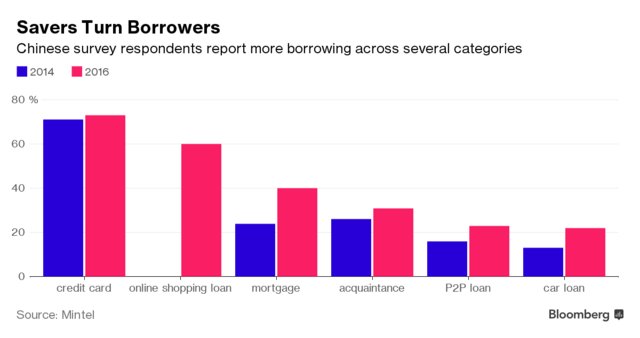 Savers Turn Borrowers
Chinese survey respondents report more borrowing across several categories
2014 2016
80 %
60
40
20
0
credit card online shopping loan mortgage acquaintance P2P loan car loan
Source: Mintel Bloomberg